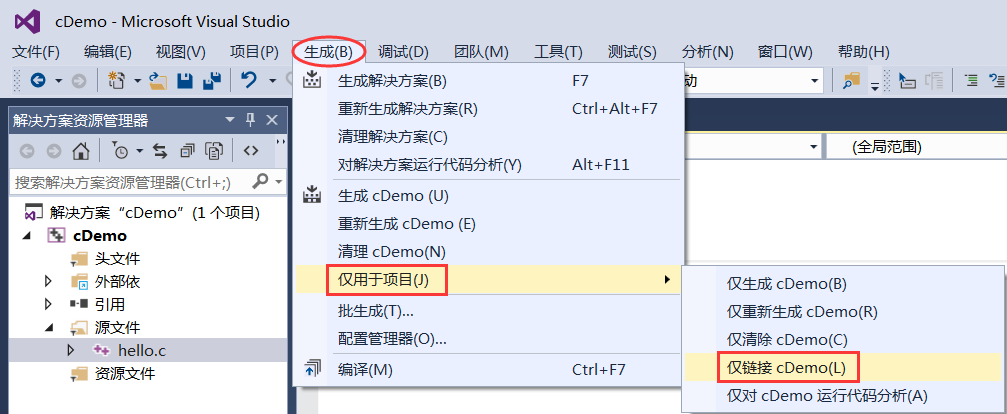 cDemo - Microsoft Visual Studio
文件(F) 编辑(E) 视图(V) 项目(P) 生成(B) 调试(D) 团队(M) 工具(T) 测试(S) 分析(N) 窗口(W) 帮助(H)
动
解决方案资源管理器
搜索解决方案资源管理器(Ctrl+;)
解决方案“cDemo”(1 个项目)
cDemo
头文件
外部依
引用
源文件
hello.c
资源文件
生成解决方案(B) F7
重新生成解决方案(R) Ctrl+Alt+F7
清理解决方案(C)
对解决方案运行代码分析(Y) Alt+F11
生成 cDemo (U)
重新生成 cDemo (E)
清理 cDemo(N)
仅用于项目(J)
批生成(T)...
配置管理器(O)...
编译(M) Ctrl+F7
(全局范围)
仅生成 cDemo(B)
仅重新生成 cDemo(R)
仅清除 cDemo(C)
仅链接 cDemo(L)
仅对 cDemo 运行代码分析(A)